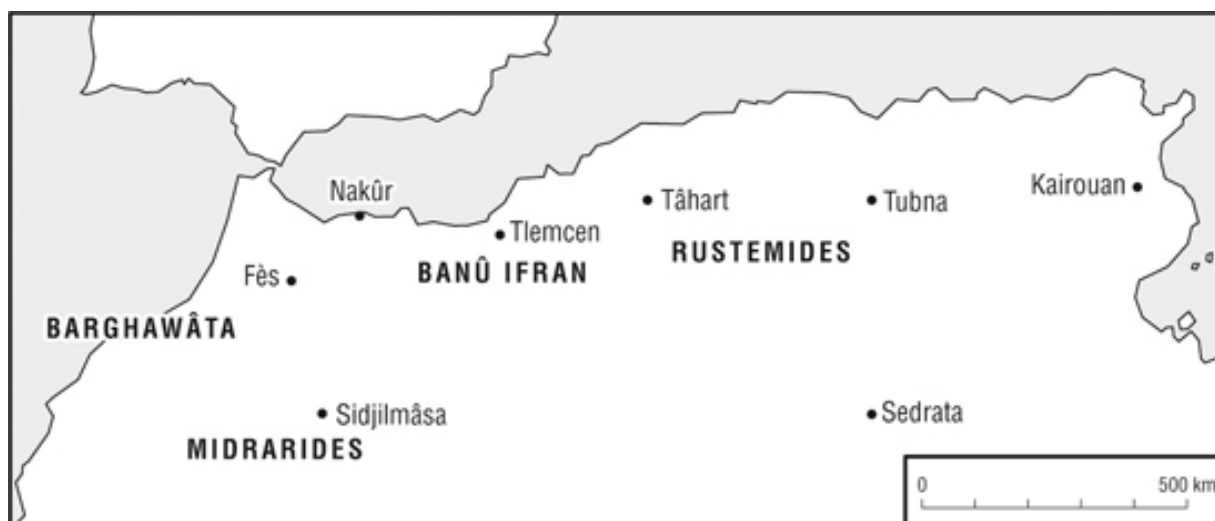 Nakûr
Tâhart
Tubna
Kairouan
Tlemcen
RUSTEMIDES
Fès
BANÛ IFRAN
BARGHAWÂTA
Sidjilmâsa
Sedrata
MIDRARIDES
0 500 km